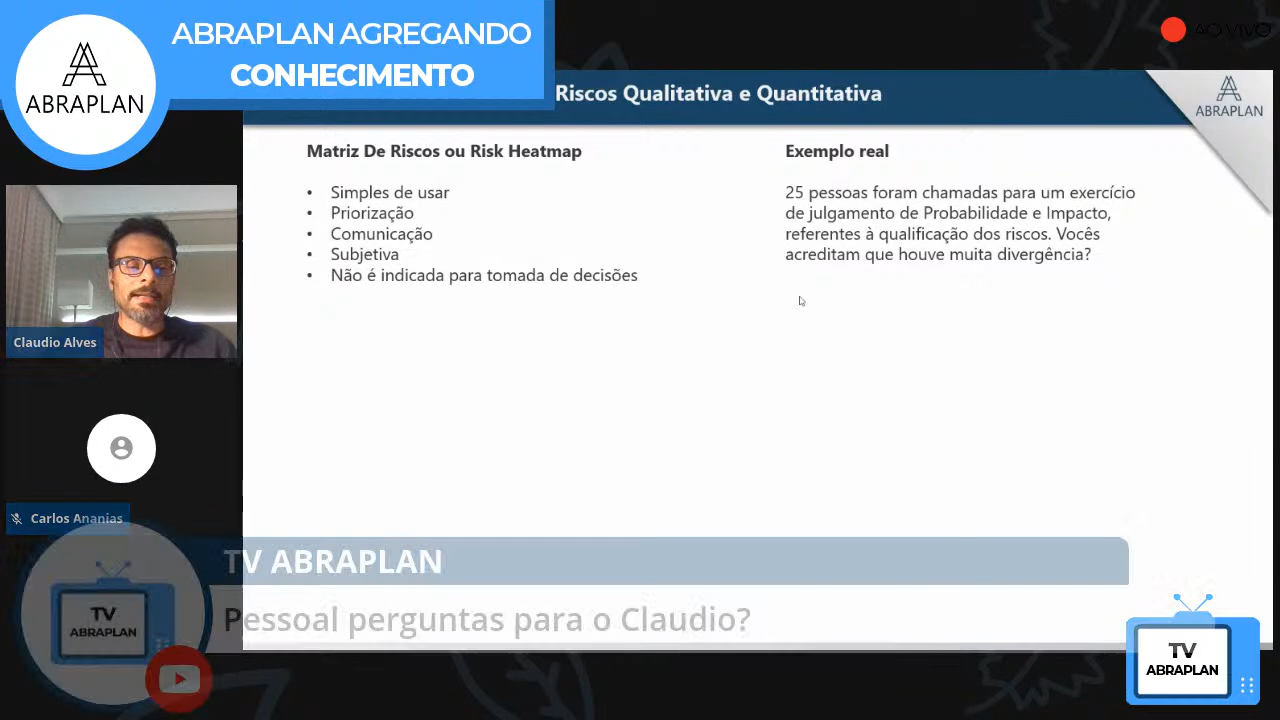 ABRAPLAN AGREGANDO
CONHECIMENTO
ABRAPLAN
AO VIVO
Riscos Qualitativa e Quantitativa
ABRAPLAN
Matriz De Riscos ou Risk Heatmap
• Simples de usar
• Priorização
• Comunicação
• Subjetiva
• Não é indicada para tomada de decisões
Exemplo real
25 pessoas foram chamadas para um exercício
de julgamento de Probabilidade e Impacto,
referentes à qualificação dos riscos. Vocês
acreditam que houve muita divergência?
Claudio Alves
Carlos Ananias
TV ABRAPLAN
Pessoal perguntas para o Claudio?
TV
ABRAPLAN
TV
ABRAPLAN